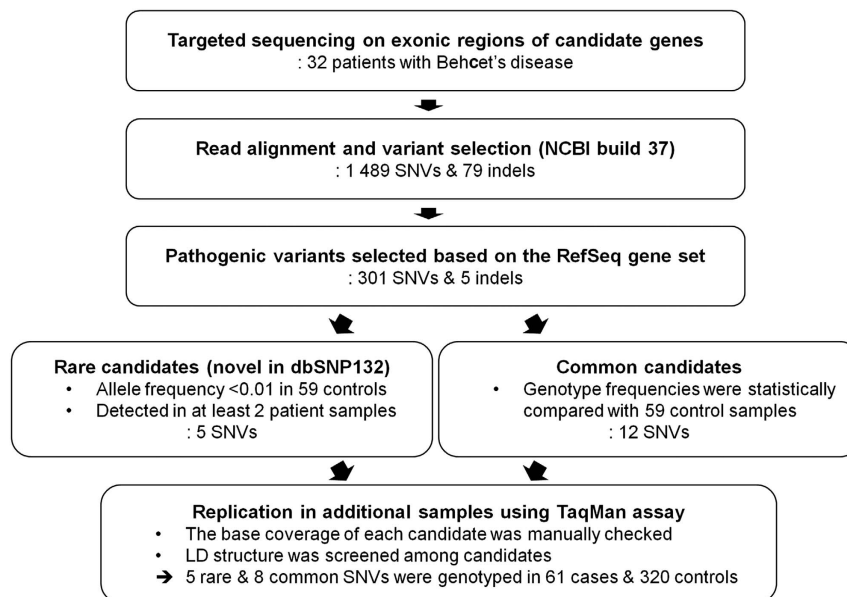 Targeted sequencing on exonic regions of candidate genes
: 32 patients with Behcet's disease
Read alignment and variant selection (NCBI build 37)
: 1 489 SNVs & 79 indels
Pathogenic variants selected based on the RefSeq gene set
: 301 SNVs & 5 indels
Rare candidates (novel in dbSNP132)
• Allele frequency <0.01 in 59 controls
• Detected in at least 2 patient samples
: 5 SNVs
Common candidates
• Genotype frequencies were statistically
compared with 59 control samples
: 12 SNVs
Replication in additional samples using TaqMan assay
• The base coverage of each candidate was manually checked
• LD structure was screened among candidates
➔ 5 rare & 8 common SNVs were genotyped in 61 cases & 320 controls